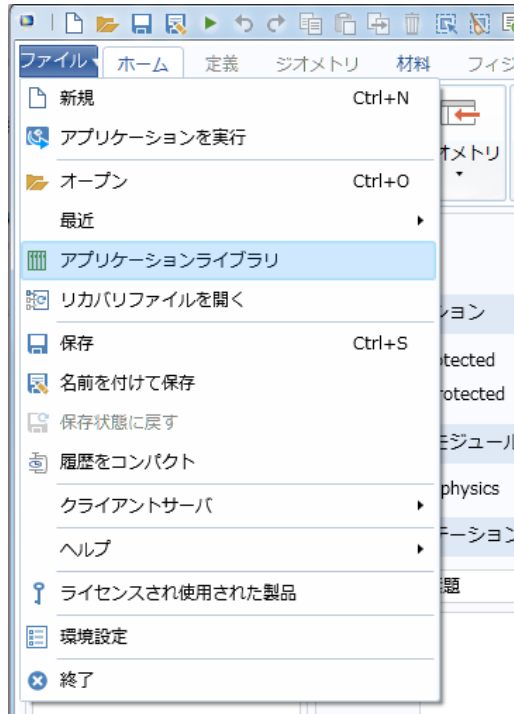 ファイル ホーム 定義 ジオメトリ 材料 フィジ
新規 Ctrl+N
アプリケーションを実行
オメトリ
オープン Ctrl+O
最近
アプリケーションライブラリ
リカバリファイルを開く
ション
保存 Ctrl+S
otected
名前を付けて保存
rotected
保存状態に戻す
モジュール
履歴をコンパクト
physics
クライアントサーバ
テーション
ヘルプ
ライセンスされ使用された製品
題
環境設定
終了